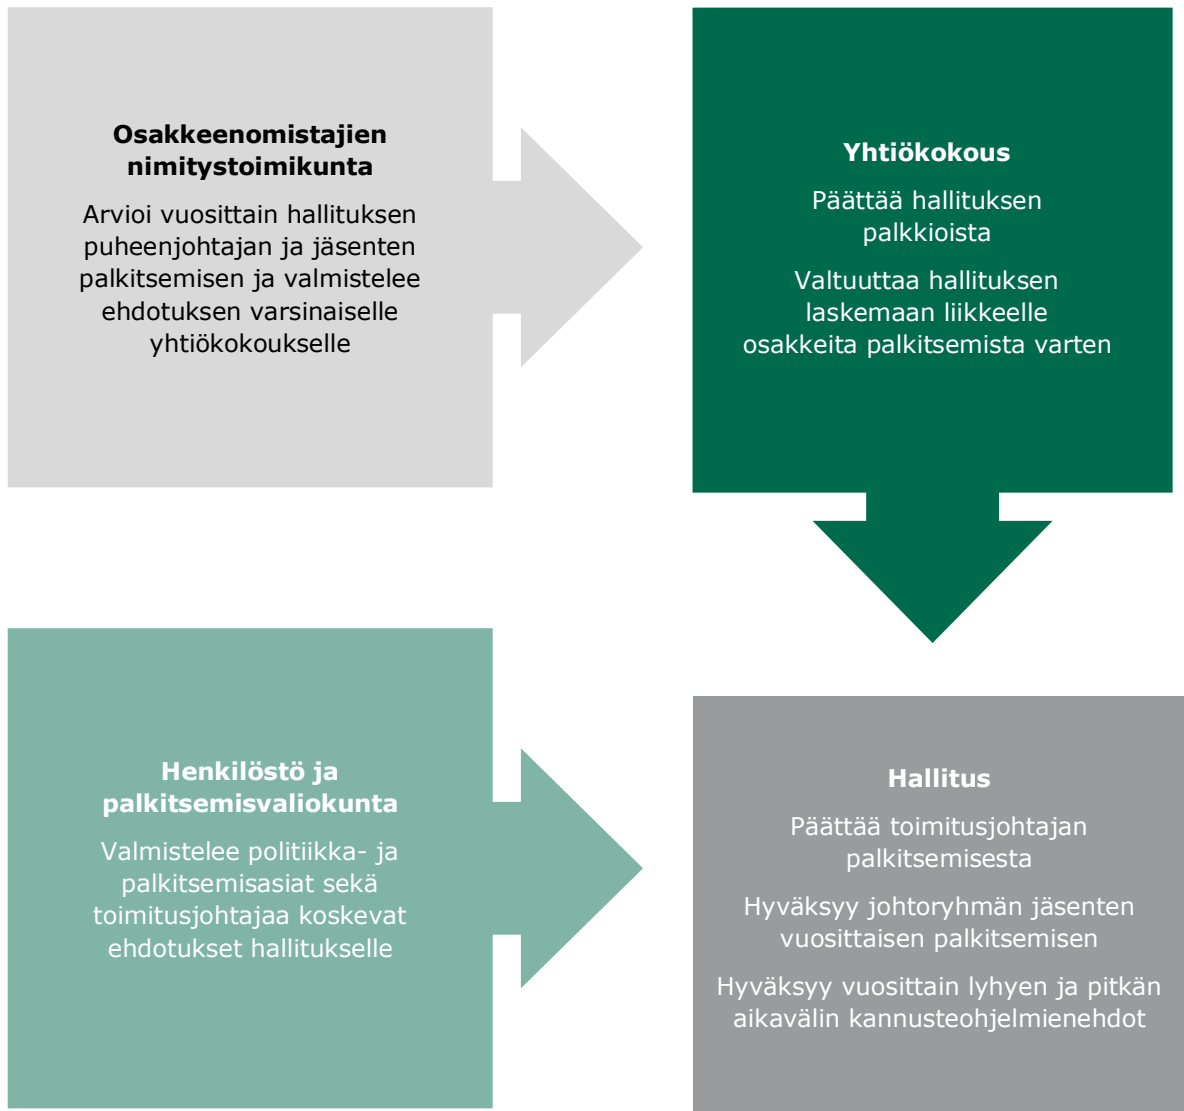 Osakkeenomistajien
nimitystoimikunta
Arvioi vuosittain hallituksen
puheenjohtajan ja jäsenten
palkitsemisen ja valmistelee
ehdotuksen varsinaiselle
yhtiökokoukselle
Yhtiökokous
Päättää hallituksen
palkkioista
Valtuuttaa hallituksen
laskemaan liikkeelle
osakkeita palkitsemista varten
Henkilöstö ja
palkitsemisvaliokunta
Valmistelee politiikka- ja
palkitsemisasiat sekä
toimitusjohtajaa koskevat
ehdotukset hallitukselle
Hallitus
Päättää toimitusjohtajan
palkitsemisesta
Hyväksyy johtoryhmän jäsenten
vuosittaisen palkitsemisen
Hyväksyy vuosittain lyhyen ja pitkän
aikavälin kannusteohjelmienehdot